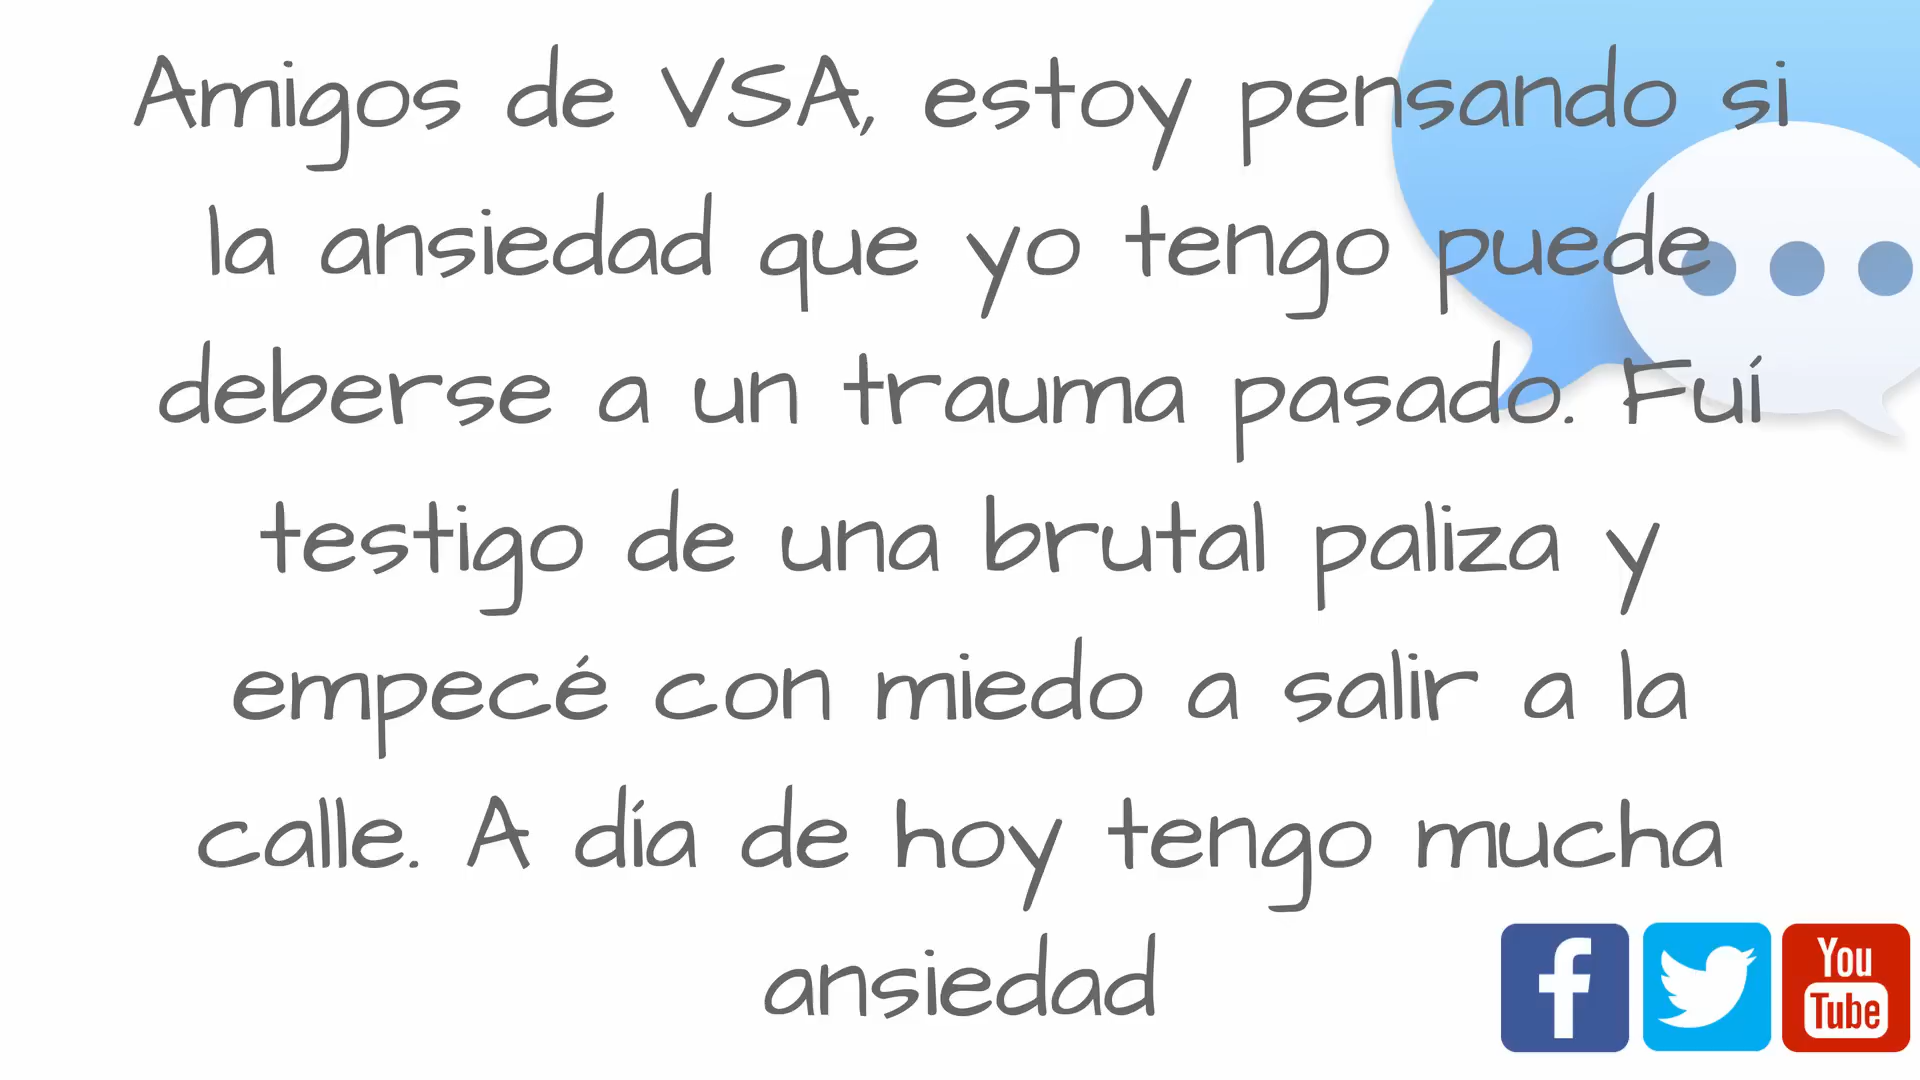 Amigos de VSA, estoy pensando si
la ansiedad que yo tengo puede
deberse a un trauma pasado. Fuí
testigo de una brutal paliza y
empecé con miedo a salir a la
calle. A día de hoy tengo mucha
ansiedad
f
You
Tube